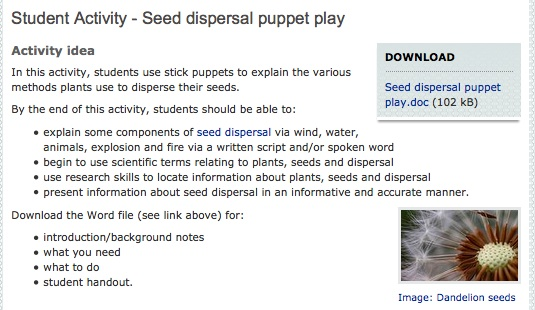 Student Activity - Seed dispersal puppet play
Activity idea
In this activity, students use stick puppets to explain the various
methods plants use to disperse their seeds.
By the end of this activity, students should be able to:
• explain some components of seed dispersal via wind, water,
animals, explosion and fire via a written script and/or spoken word
• begin to use scientific terms relating to plants, seeds and dispersal
• use research skills to locate information about plants, seeds and dispersal
• present information about seed dispersal in an informative and accurate manner.
Download the Word file (see link above) for:
• introduction/background notes
• what you need
• what to do
• student handout.
DOWNLOAD
Seed dispersal puppet
play.doc (102 kB)
Image: Dandelion seeds